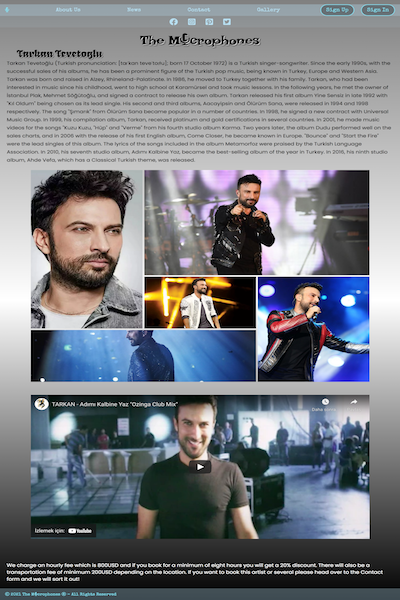 About Us News Contact Gallery Sign Up Sign In
The Microphones
Tarkan Tevetoglu
Tarkan Tevetoğlu (Turkish pronunciation: [taɾkan teve:toɫu]; born 17 October 1972) is a Turkish singer-songwriter. Since the early 1990s, with the
successful sales of his albums, he has been a prominent figure of the Turkish pop music, being known in Turkey, Europe and Western Asia.
Tarkan was born and raised in Alzey, Rhineland-Palatinate. In 1986, he moved to Turkey together with his family. Tarkan, who had been
interested in music since his childhood, went to high school at Karamürsel and took music lessons. In the following years, he met the owner of
İstanbul Plak, Mehmet Söğütoğlu, and signed a contract to release his own album. Tarkan released his first album Yine Sensiz in late 1992 with
"Kıl Oldum" being chosen as its lead single. His second and third albums, Aacayipsin and Ölürüm Sana, were released in 1994 and 1998
respectively. The song "Şımarık" from Ölürüm Sana became popular in a number of countries. In 1998, he signed a new contract with Universal
Music Group. In 1999, his compilation album, Tarkan, received platinum and gold certifications in several countries. In 2001, he made music
videos for the songs "Kuzu Kuzu, "Hüp" and "Verme" from his fourth studio album Karma. Two years later, the album Dudu performed well on the
sales charts, and in 2006 with the release of his first English album, Come Closer, he became known in Europe. "Bounce" and "Start the Fire"
were the lead singles of this album. The lyrics of the songs included in the album Metamorfoz were praised by the Turkish Language
Association. In 2010, his seventh studio album, Adımı Kalbine Yaz, became the best-selling album of the year in Turkey. In 2016, his ninth studio
album, Ahde Vefa, which has a Classical Turkish theme, was released.
TARKAN - Adımı Kalbine Yaz "Ozinga Club Mix"
İzlemek için: YouTube
We charge an hourly fee which is 800USD and if you book for a minimum of eight hours you will get a 20% discount. There will also be a
transportation fee of minimum 200USD depending on the location. If you want to book this artist or several please head over to the Contact
form and we will sort it out!
© 2021 The Microphones ® - All Rights Reserved